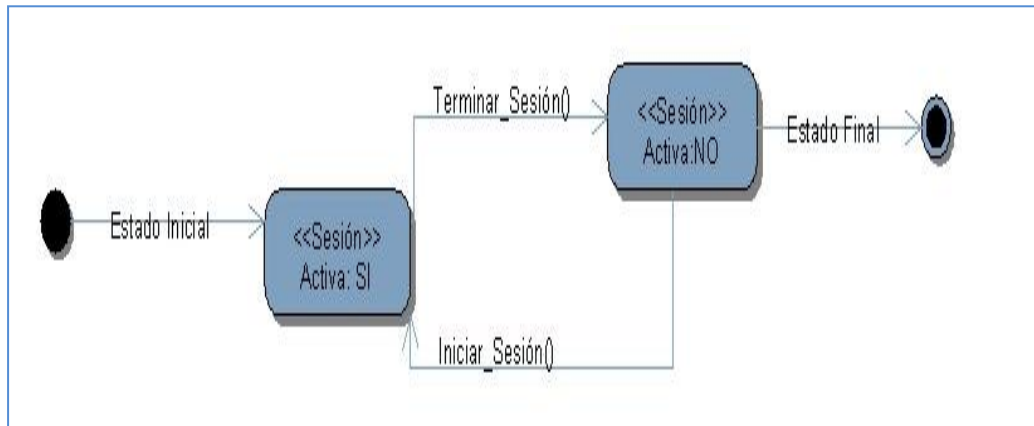 Terminar_Sesión()
<<Sesión>>
Activa:NO
Estado Final
Estado Inicial
<<Sesión>>
Activa: SI
Iniciar_Sesión()